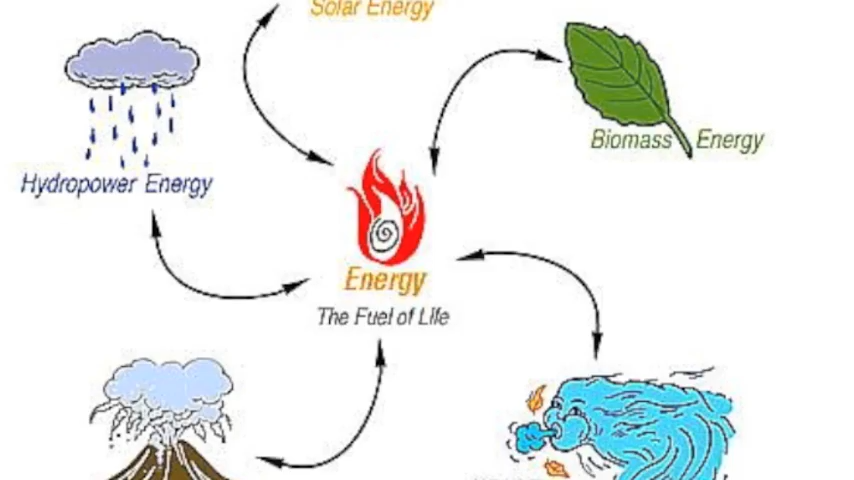 Solar Energy
Biomass Energy
Hydropower Energy
Energy
The Fuel of Life